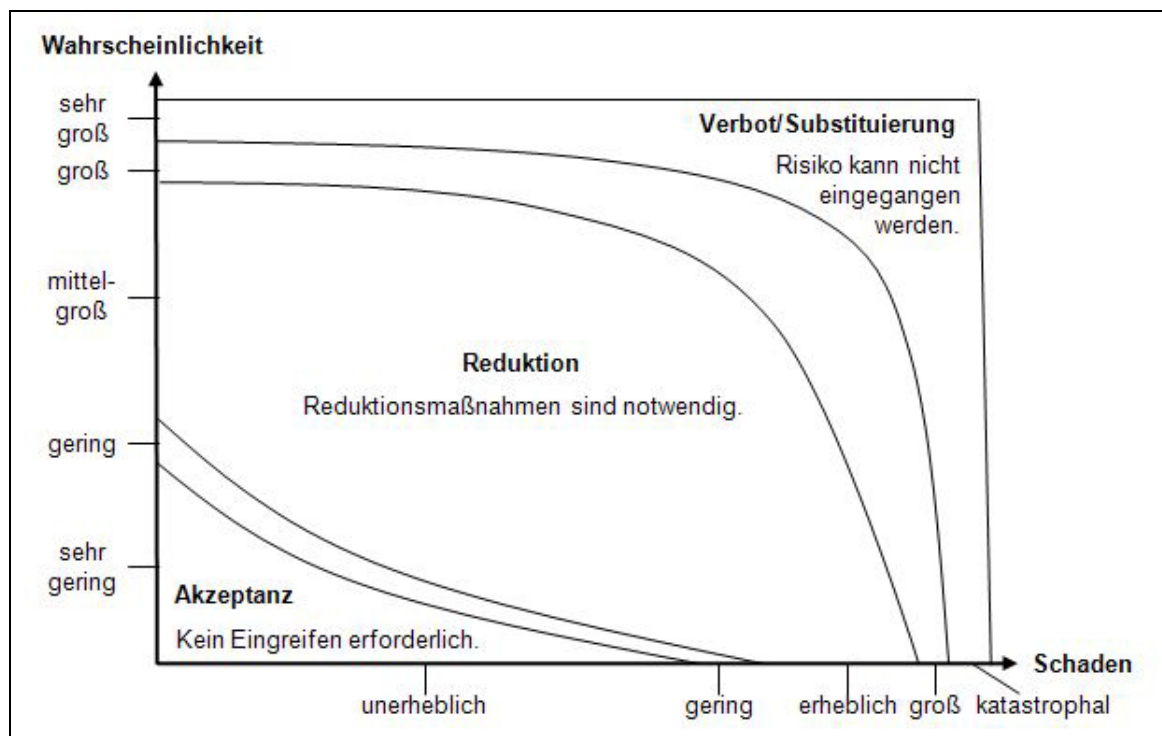 Wahrscheinlichkeit
sehr
groß
groß
Verbot/Substituierung
Risiko kann nicht
eingegangen
werden.
mittel-
groß
Reduktion
Reduktionsmaßnahmen sind notwendig.
gering
sehr
gering
Akzeptanz
Kein Eingreifen erforderlich.
Schaden
unerheblich
gering
erheblich
groß
katastrophal